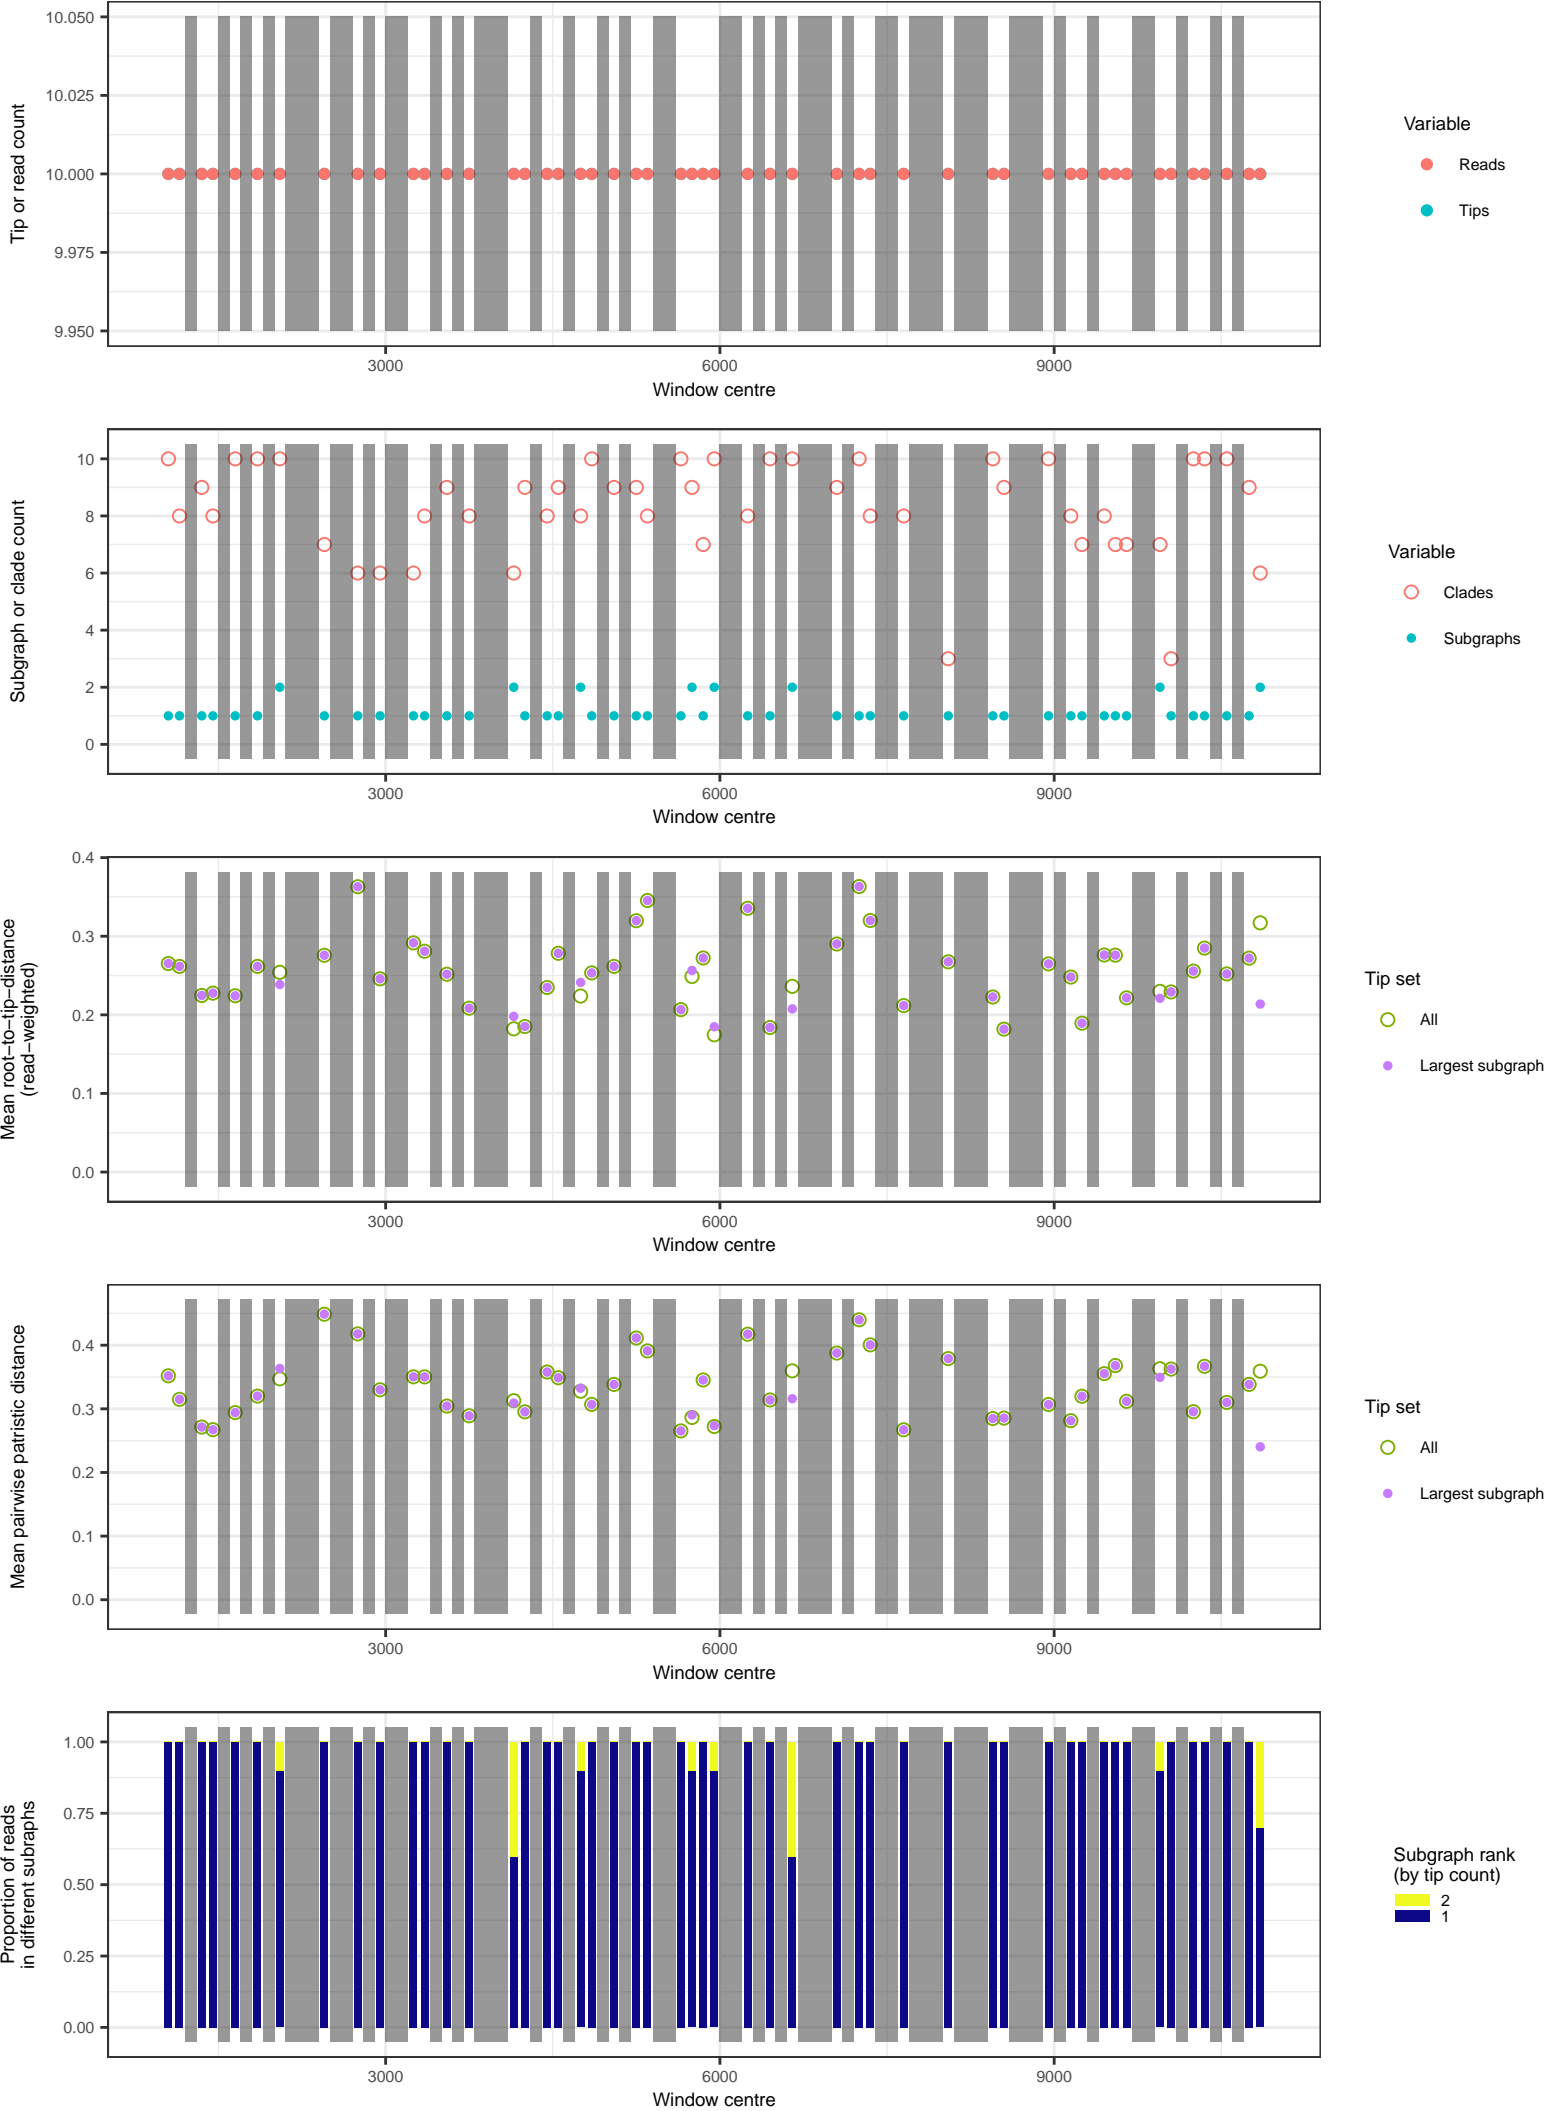 10.050
10.025
10.000
9.975
9.950
Tip or read count
3000
6000
9000
Window centre
Variable
Reads
Tips
10
8
6
4
2
0
Subgraph or clade count
3000
6000
9000
Window centre
Variable
Clades
Subgraphs
0.4
0.3
0.2
0.1
0.0
Mean root−to−tip−distance
(read−weighted)
3000
6000
9000
Window centre
Tip set
All
Largest subgraph
0.4
0.3
0.2
0.1
0.0
Mean pairwise patristic distance
3000
6000
9000
Window centre
Tip set
All
Largest subgraph
1.00
0.75
0.50
0.25
0.00
Proportion of reads
in different subraphs
3000
6000
9000
Window centre
Subgraph rank
(by tip count)
2
1